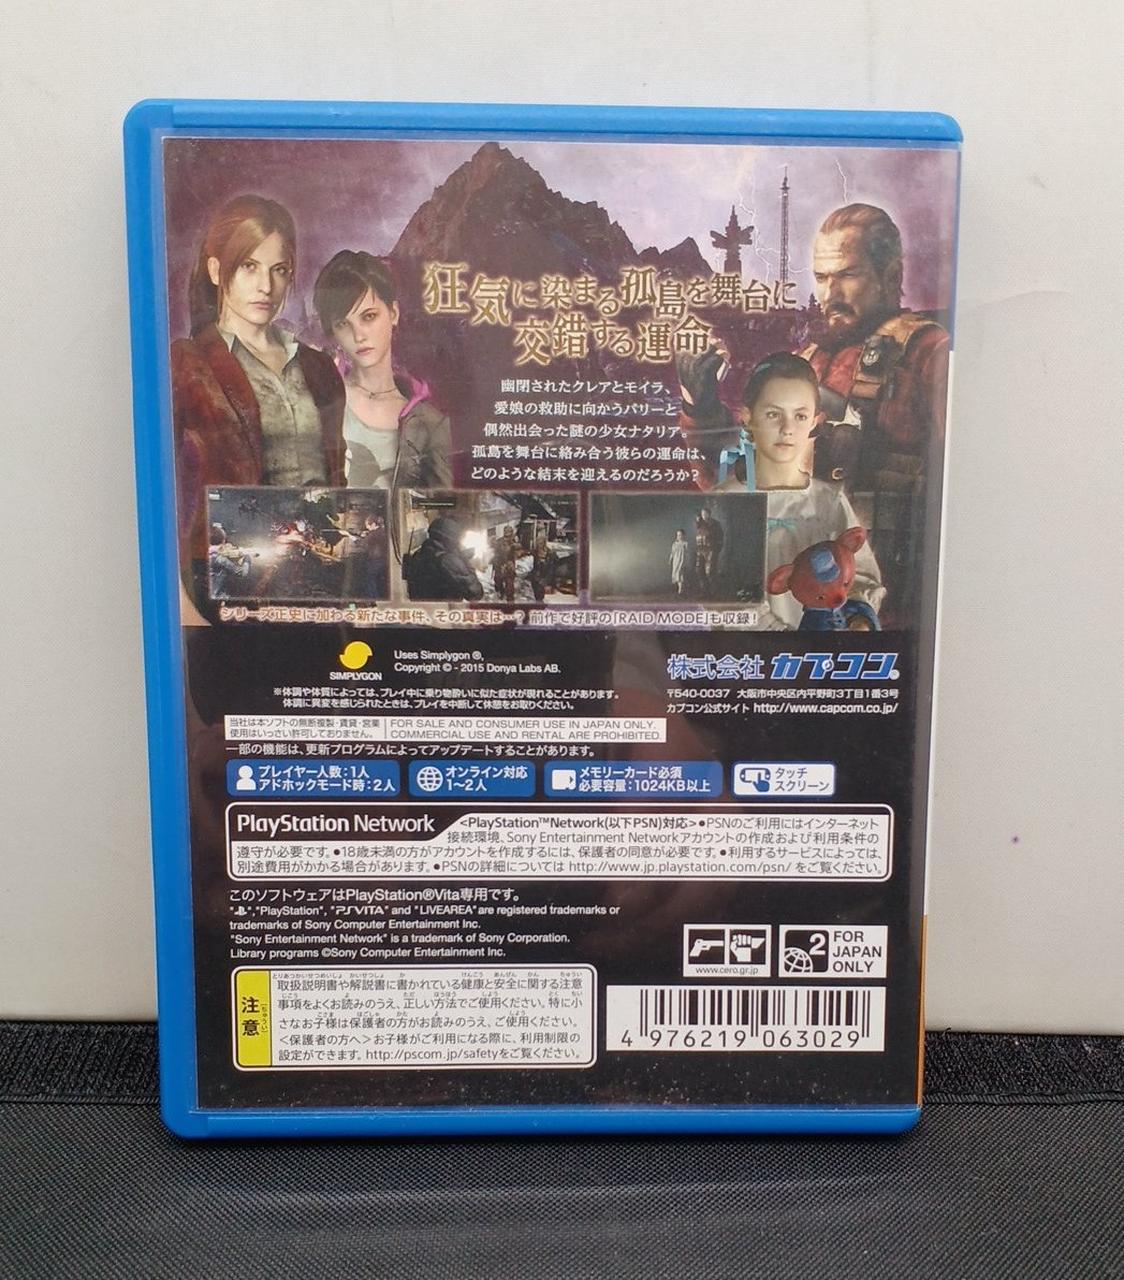 狂気に染まる孤島を舞台に
交錯する運命
幽閉されたクレアとモイラ、
愛娘の救助に向かうバリーと
偶然出会った謎の少女ナタリア。
孤島を舞台に絡み合う彼らの運命は、
どのような結末を迎えるのだろうか?
シリーズ正史に加わる新たな事件、その真実は…? 前作で好評の「RAID MODE」も収録!
SIMPLYGON
Uses Simplygon ®,
Copyright © - 2015 Donya Labs AB.
株式会社 カプコン
〒540-0037 大阪市中央区内平野町3丁目1番3号
カプコン公式サイト http://www.capcom.co.jp/
※体調や体質によっては、プレイ中に乗り物酔いに似た症状が現れることがあります。
体調に異変を感じられたときは、プレイを中断して休憩をお取りください。
当社は本ソフトの無断複製・賃貸・営業
使用はいっさい許可しておりません。
FOR SALE AND CONSUMER USE IN JAPAN ONLY.
COMMERCIAL USE AND RENTAL ARE PROHIBITED.
一部の機能は、更新プログラムによってアップデートすることがあります。
プレイヤー人数:1人
アドホックモード時:2人
オンライン対応
1~2人
メモリーカード必須
必要容量:1024KB以上
タッチ
スクリーン
PlayStation Network <PlayStation™Network(以下PSN)対応>●PSNのご利用にはインターネット
接続環境、Sony Entertainment Networkアカウントの作成および利用条件の
遵守が必要です。●18歳未満の方がアカウントを作成するには、保護者の同意が必要です。●利用するサービスによっては、
別途費用がかかる場合があります。●PSNの詳細については http://www.jp.playstation.com/psn/ をご覧ください。
このソフトウェアはPlayStation®Vita専用です。
" ","PlayStation", "PSVITA" and "LIVEAREA" are registered trademarks or
trademarks of Sony Computer Entertainment Inc.
"Sony Entertainment Network" is a trademark of Sony Corporation.
Library programs ©Sony Computer Entertainment Inc.
www.cero.gr.jp
2
FOR
JAPAN
ONLY
注意
取扱説明書や解説書に書かれている健康と安全に関する注意
事項をよくお読みのうえ、正しい方法でご使用ください。特に小
さなお子様は保護者の方がお読みのうえ、ご使用ください。
<保護者の方へ>お子様がご利用になる際に、利用制限の
設定ができます。http://pscom.jp/safetyをご覧ください。
4 976219 063029